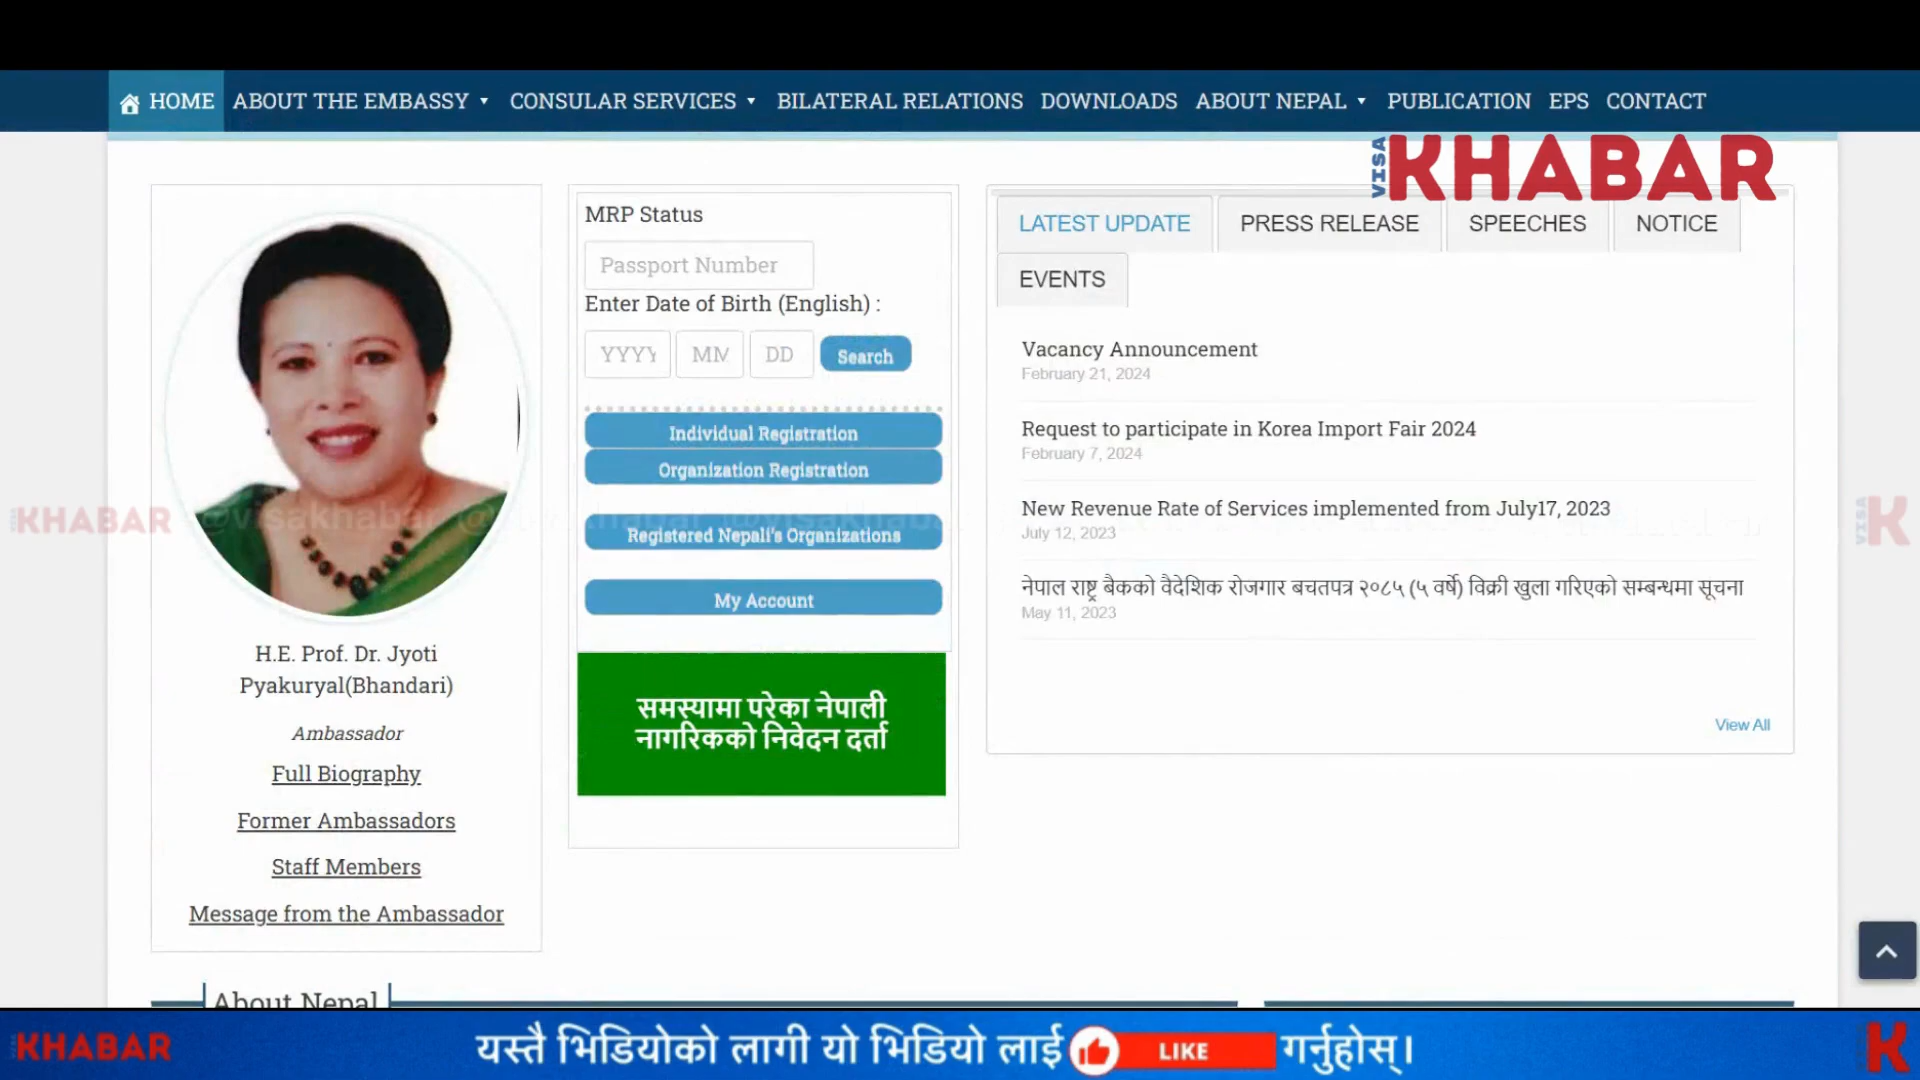 HOME ABOUT THE EMBASSY CONSULAR SERVICES BILATERAL RELATIONS DOWNLOADS ABOUT NEPAL PUBLICATION EPS CONTACT
VISA KHABAR
MRP Status
Passport Number
Enter Date of Birth (English) :
YYYY MM DD Search
Individual Registration
Organization Registration
Registered Nepali's Organizations
My Account
समस्यामा परेका नेपाली
नागरिकको निवेदन दर्ता
LATEST UPDATE PRESS RELEASE SPEECHES NOTICE
EVENTS
Vacancy Announcement
February 21, 2024
Request to participate in Korea Import Fair 2024
February 7, 2024
New Revenue Rate of Services implemented from July17, 2023
July 12, 2023
नेपाल राष्ट्र बैकको वैदेशिक रोजगार बचतपत्र २०८५ (५ वर्षे) विक्री खुला गरिएको सम्बन्धमा सूचना
May 11, 2023
View All
H.E. Prof. Dr. Jyoti
Pyakuryal(Bhandari)
Ambassador
Full Biography
Former Ambassadors
Staff Members
Message from the Ambassador
KHABAR @visakhabar @visakhabar @visakhabar
VISA K
About Nepal
KHABAR
यस्तै भिडियोको लागी यो भिडियो लाई LIKE गर्नुहोस्।
K